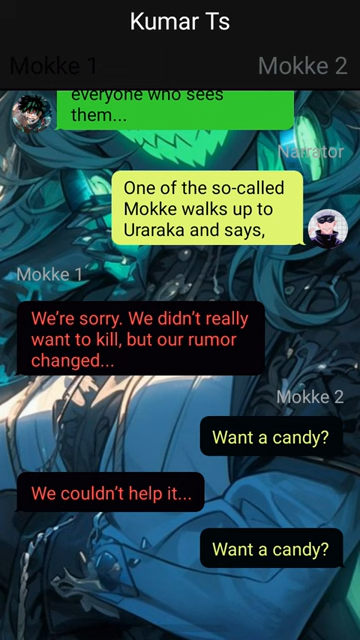 Kumar Ts
Mokke 1
Mokke 2
everyone who sees
them...
Narrator
One of the so-called
Mokke walks up to
Uraraka and says,
Mokke 1
We're sorry. We didn't really
want to kill, but our rumor
changed...
Mokke 2
Want a candy?
We couldn't help it...
Want a candy?